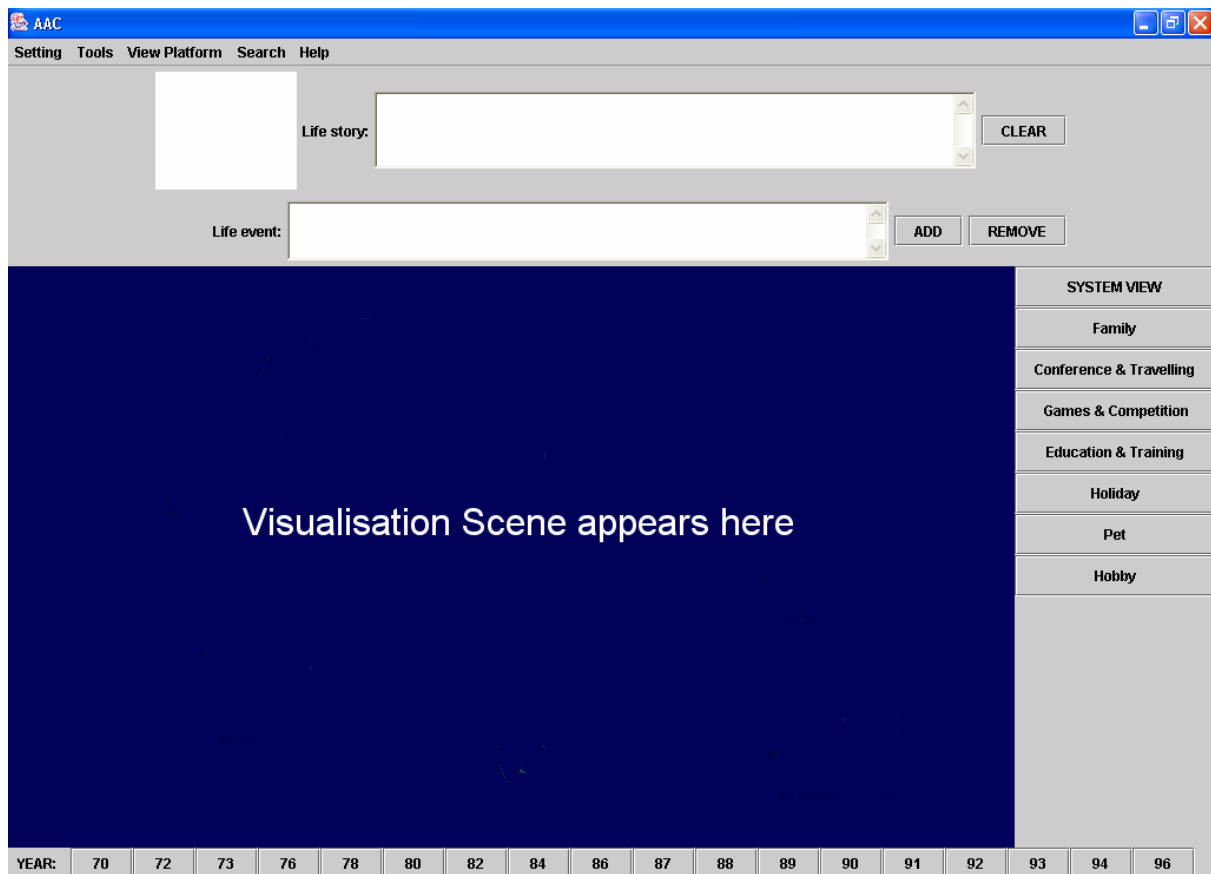 AAC
Setting Tools View Platform Search Help
Life story:
CLEAR
Life event:
ADD REMOVE
SYSTEM VIEW
Family
Conference & Travelling
Games & Competition
Education & Training
Holiday
Pet
Hobby
Visualisation Scene appears here
YEAR: 70 72 73 76 78 80 82 84 86 87 88 89 90 91 92 93 94 96